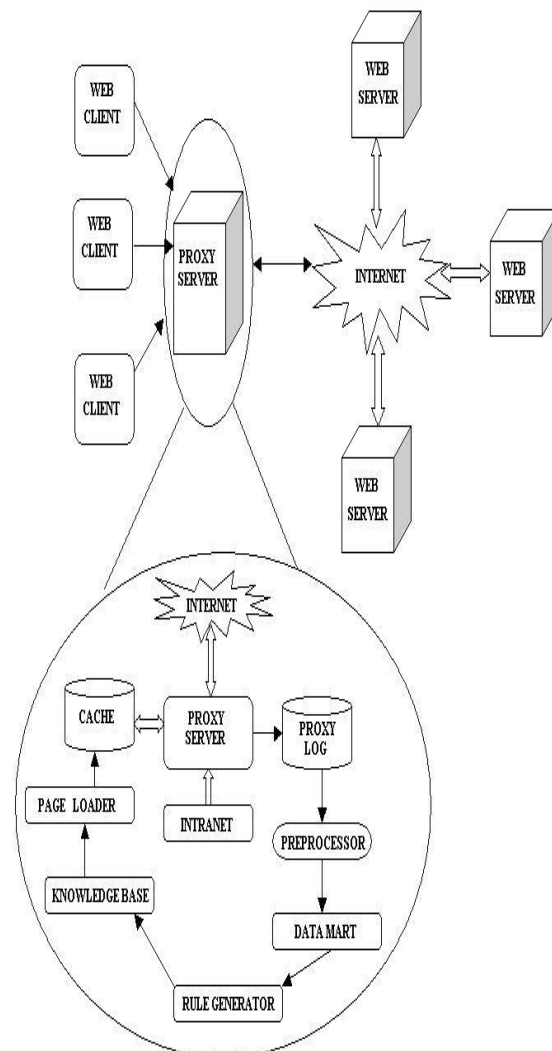 WEB
SERVER
WEB
CLIENT
WEB
CLIENT
PROXY
SERVER
INTERNET
WEB
SERVER
WEB
CLIENT
WEB
SERVER
INTERNET
CACHE
PROXY
SERVER
PROXY
LOG
PAGE LOADER
INTRANET
PREPROCESSOR
KNOWLEDGE BASE
DATA MART
RULE GENERATOR